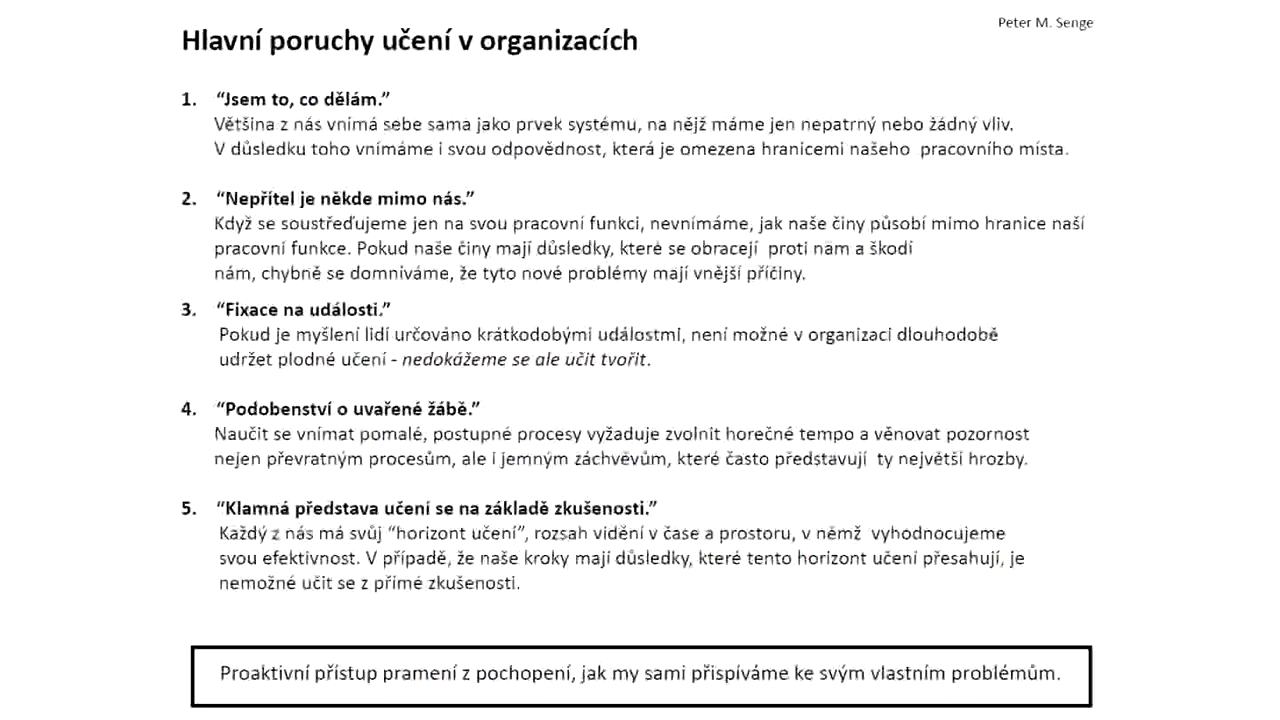 Peter M. Senge
Hlavní poruchy učení v organizacích
1. “Jsem to, co dělám.”
Většina z nás vnímá sebe sama jako prvek systému, na nějž máme jen nepatrný nebo žádný vliv.
V důsledku toho vnímáme i svou odpovědnost, která je omezena hranicemi našeho pracovního místa.
2. “Nepřítel je někde mimo nás.”
Když se soustřeďujeme jen na svou pracovní funkci, nevnímáme, jak naše činy působí mimo hranice naší
pracovní funkce. Pokud naše činy mají důsledky, které se obracejí proti nám a škodí
nám, chybně se domníváme, že tyto nové problémy mají vnější příčiny.
3. “Fixace na události.”
Pokud je myšlení lidí určováno krátkodobými událostmi, není možné v organizaci dlouhodobě
udržet plodné učení - nedokážeme se ale učit tvořit.
4. “Podobenství o uvařené žábě.”
Naučit se vnímat pomalé, postupné procesy vyžaduje zvolnit horečné tempo a věnovat pozornost
nejen převratným procesům, ale i jemným záchvěvům, které často představují ty největší hrozby.
5. “Klamná představa učení se na základě zkušenosti.”
Každý z nás má svůj “horizont učení”, rozsah vidění v čase a prostoru, v němž vyhodnocujeme
svou efektivnost. V případě, že naše kroky mají důsledky, které tento horizont učení přesahují, je
nemožné učit se z přímé zkušenosti.
Proaktivní přístup pramení z pochopení, jak my sami přispíváme ke svým vlastním problémům.